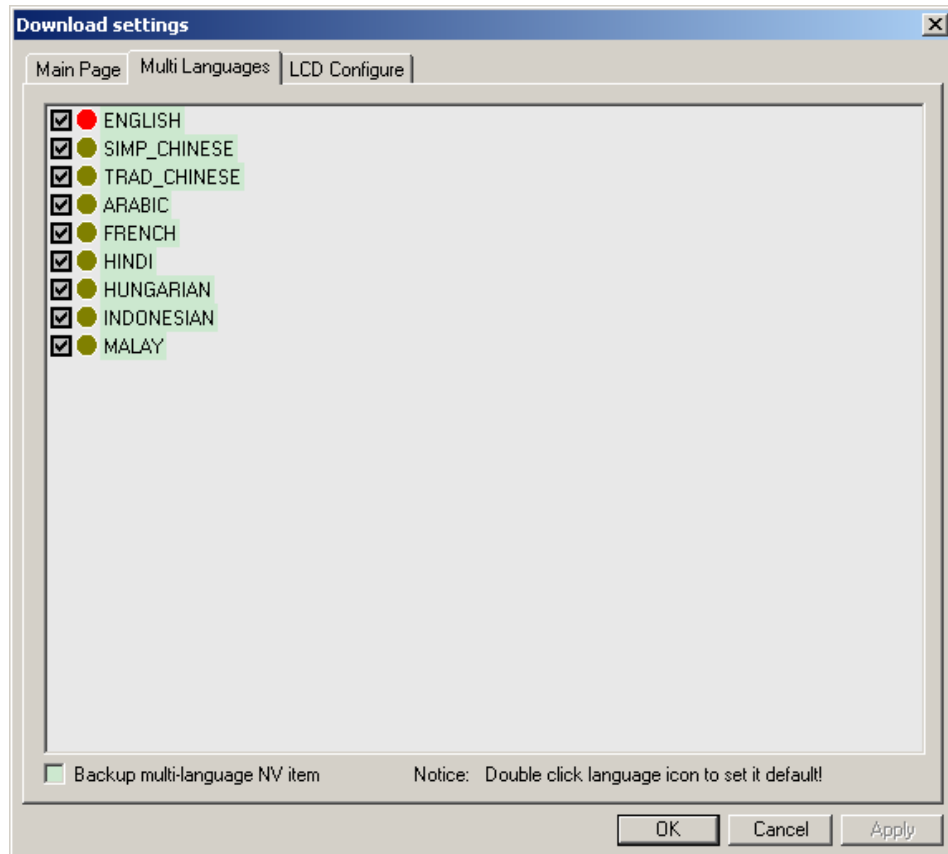 Download settings
Main Page Multi Languages LCD Configure
ENGLISH
SIMP_CHINESE
TRAD_CHINESE
ARABIC
FRENCH
HINDI
HUNGARIAN
INDONESIAN
MALAY
Backup multi-language NV item Notice: Double click language icon to set it default!
OK Cancel Apply